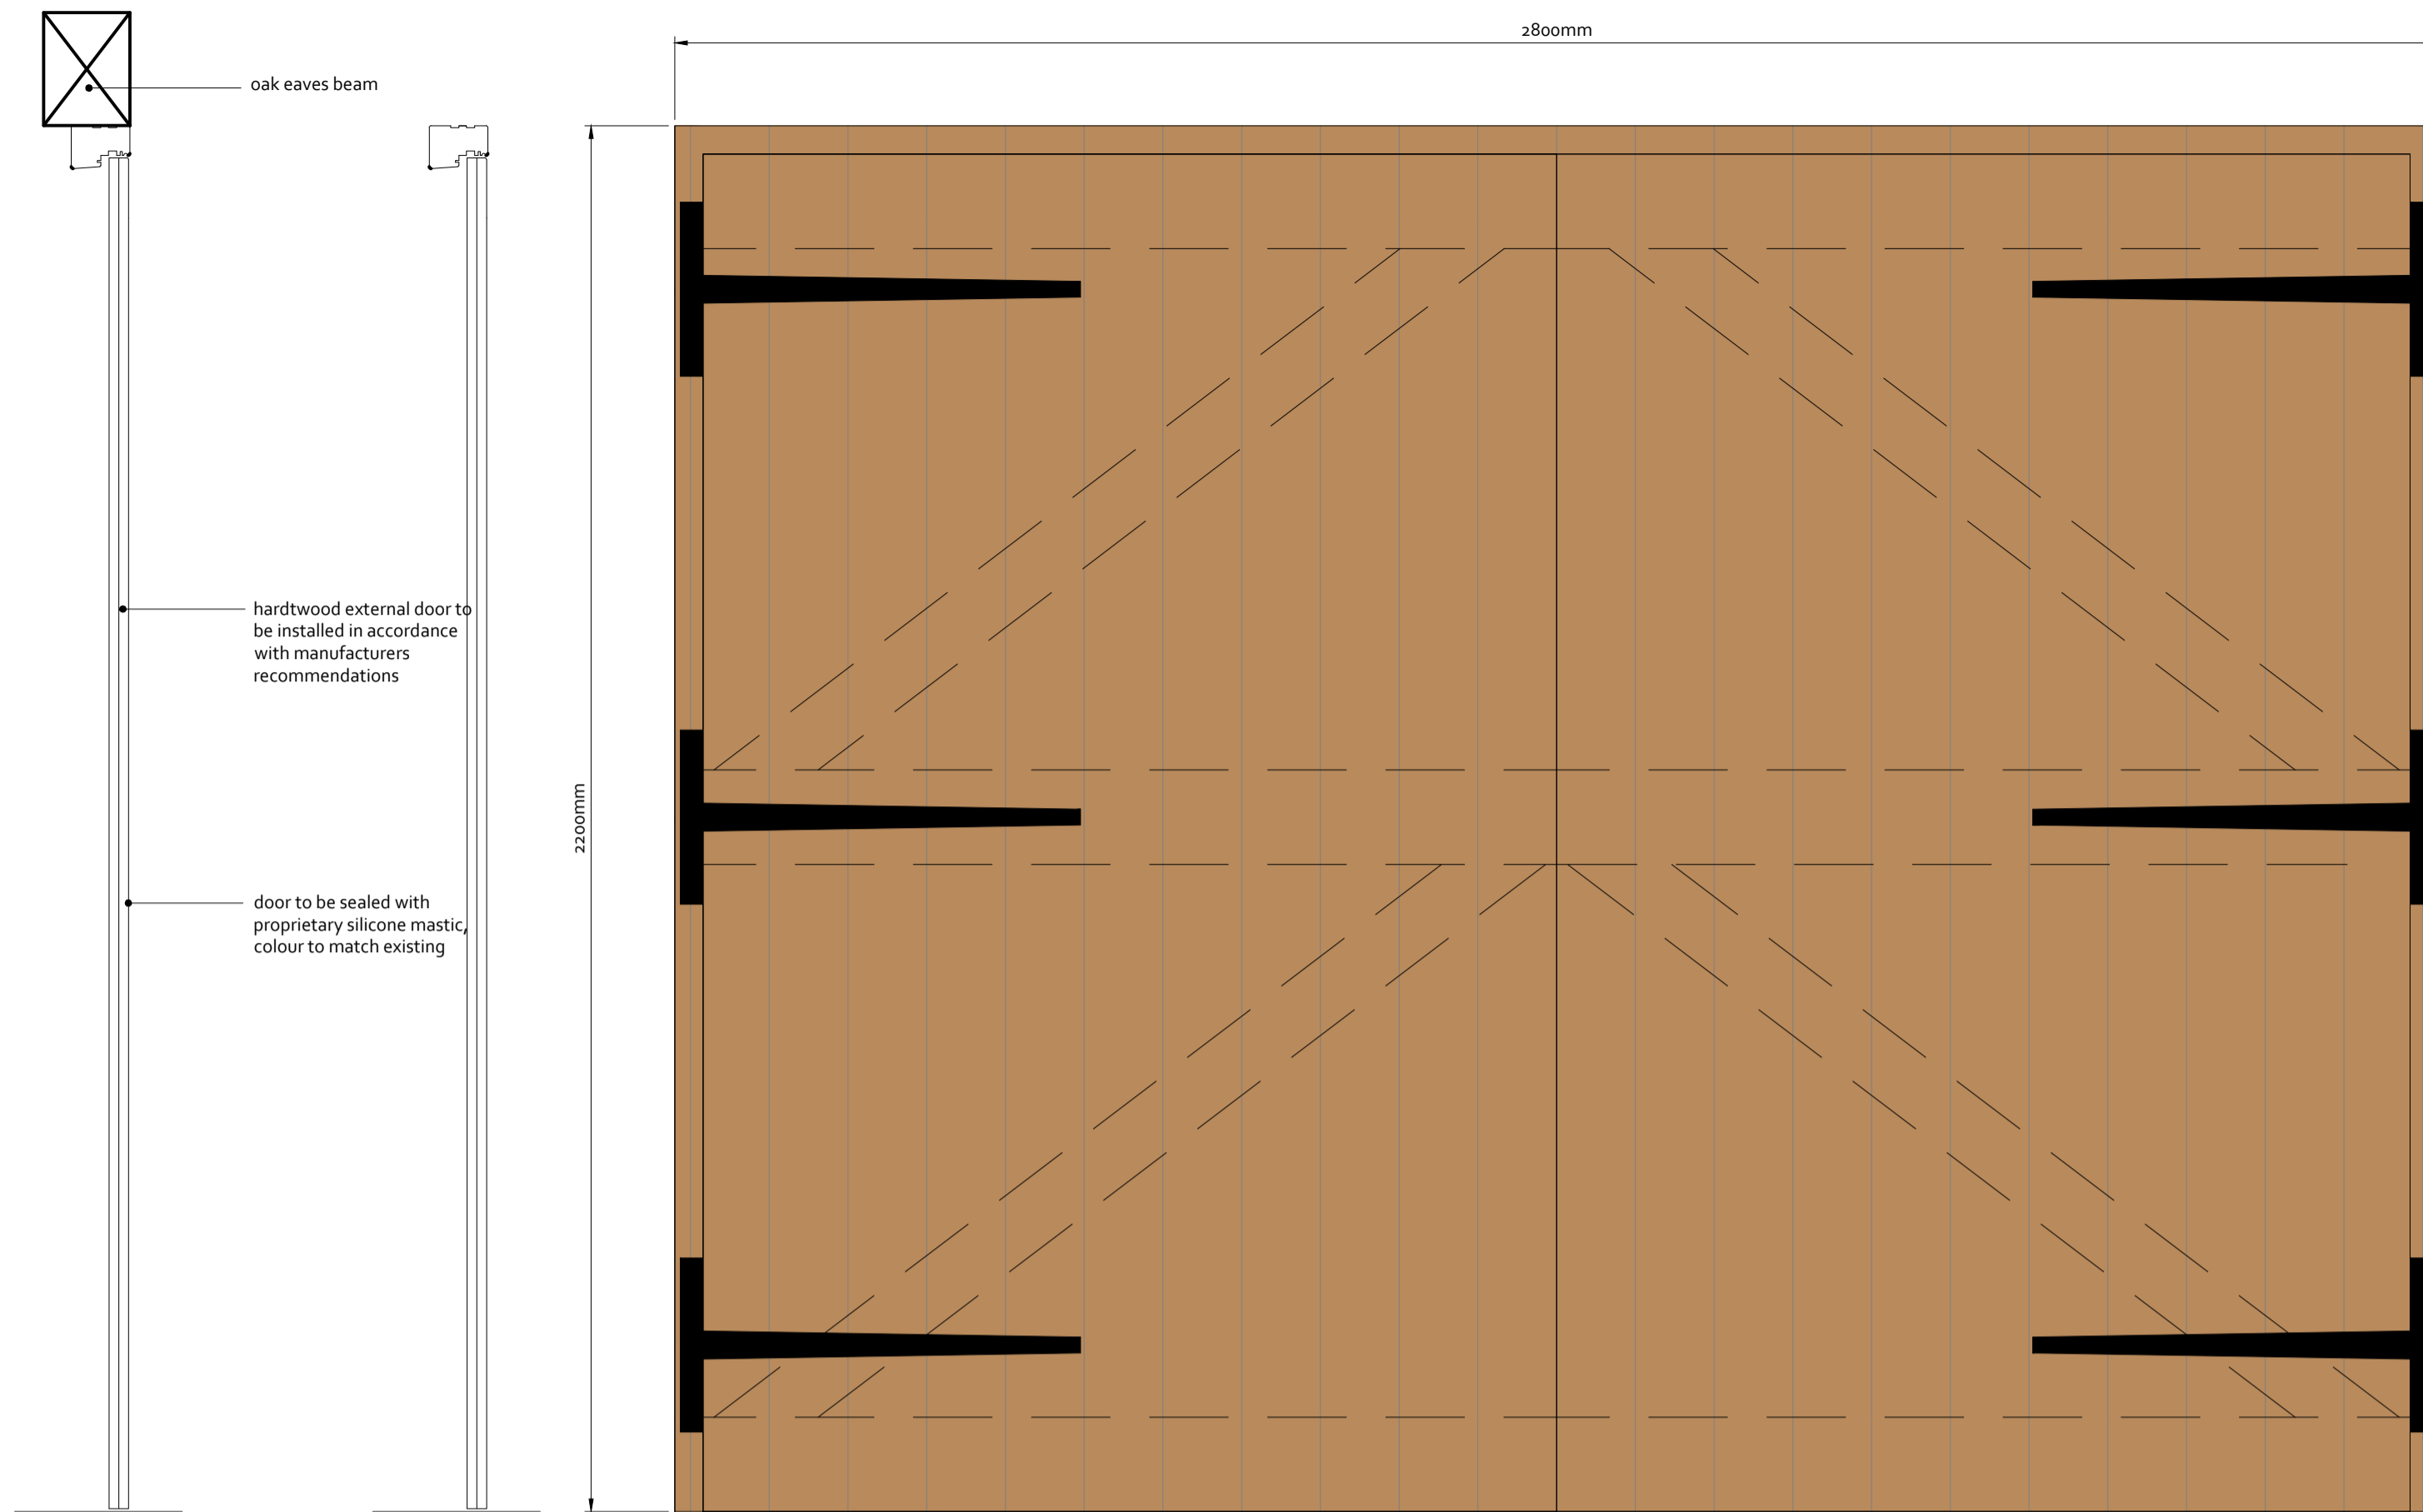 2800mm
oak eaves beam
hardtwood external door to
be installed in accordance
with manufacturers
recommendations
2200mm
door to be sealed with
proprietary silicone mastic,
colour to match existing